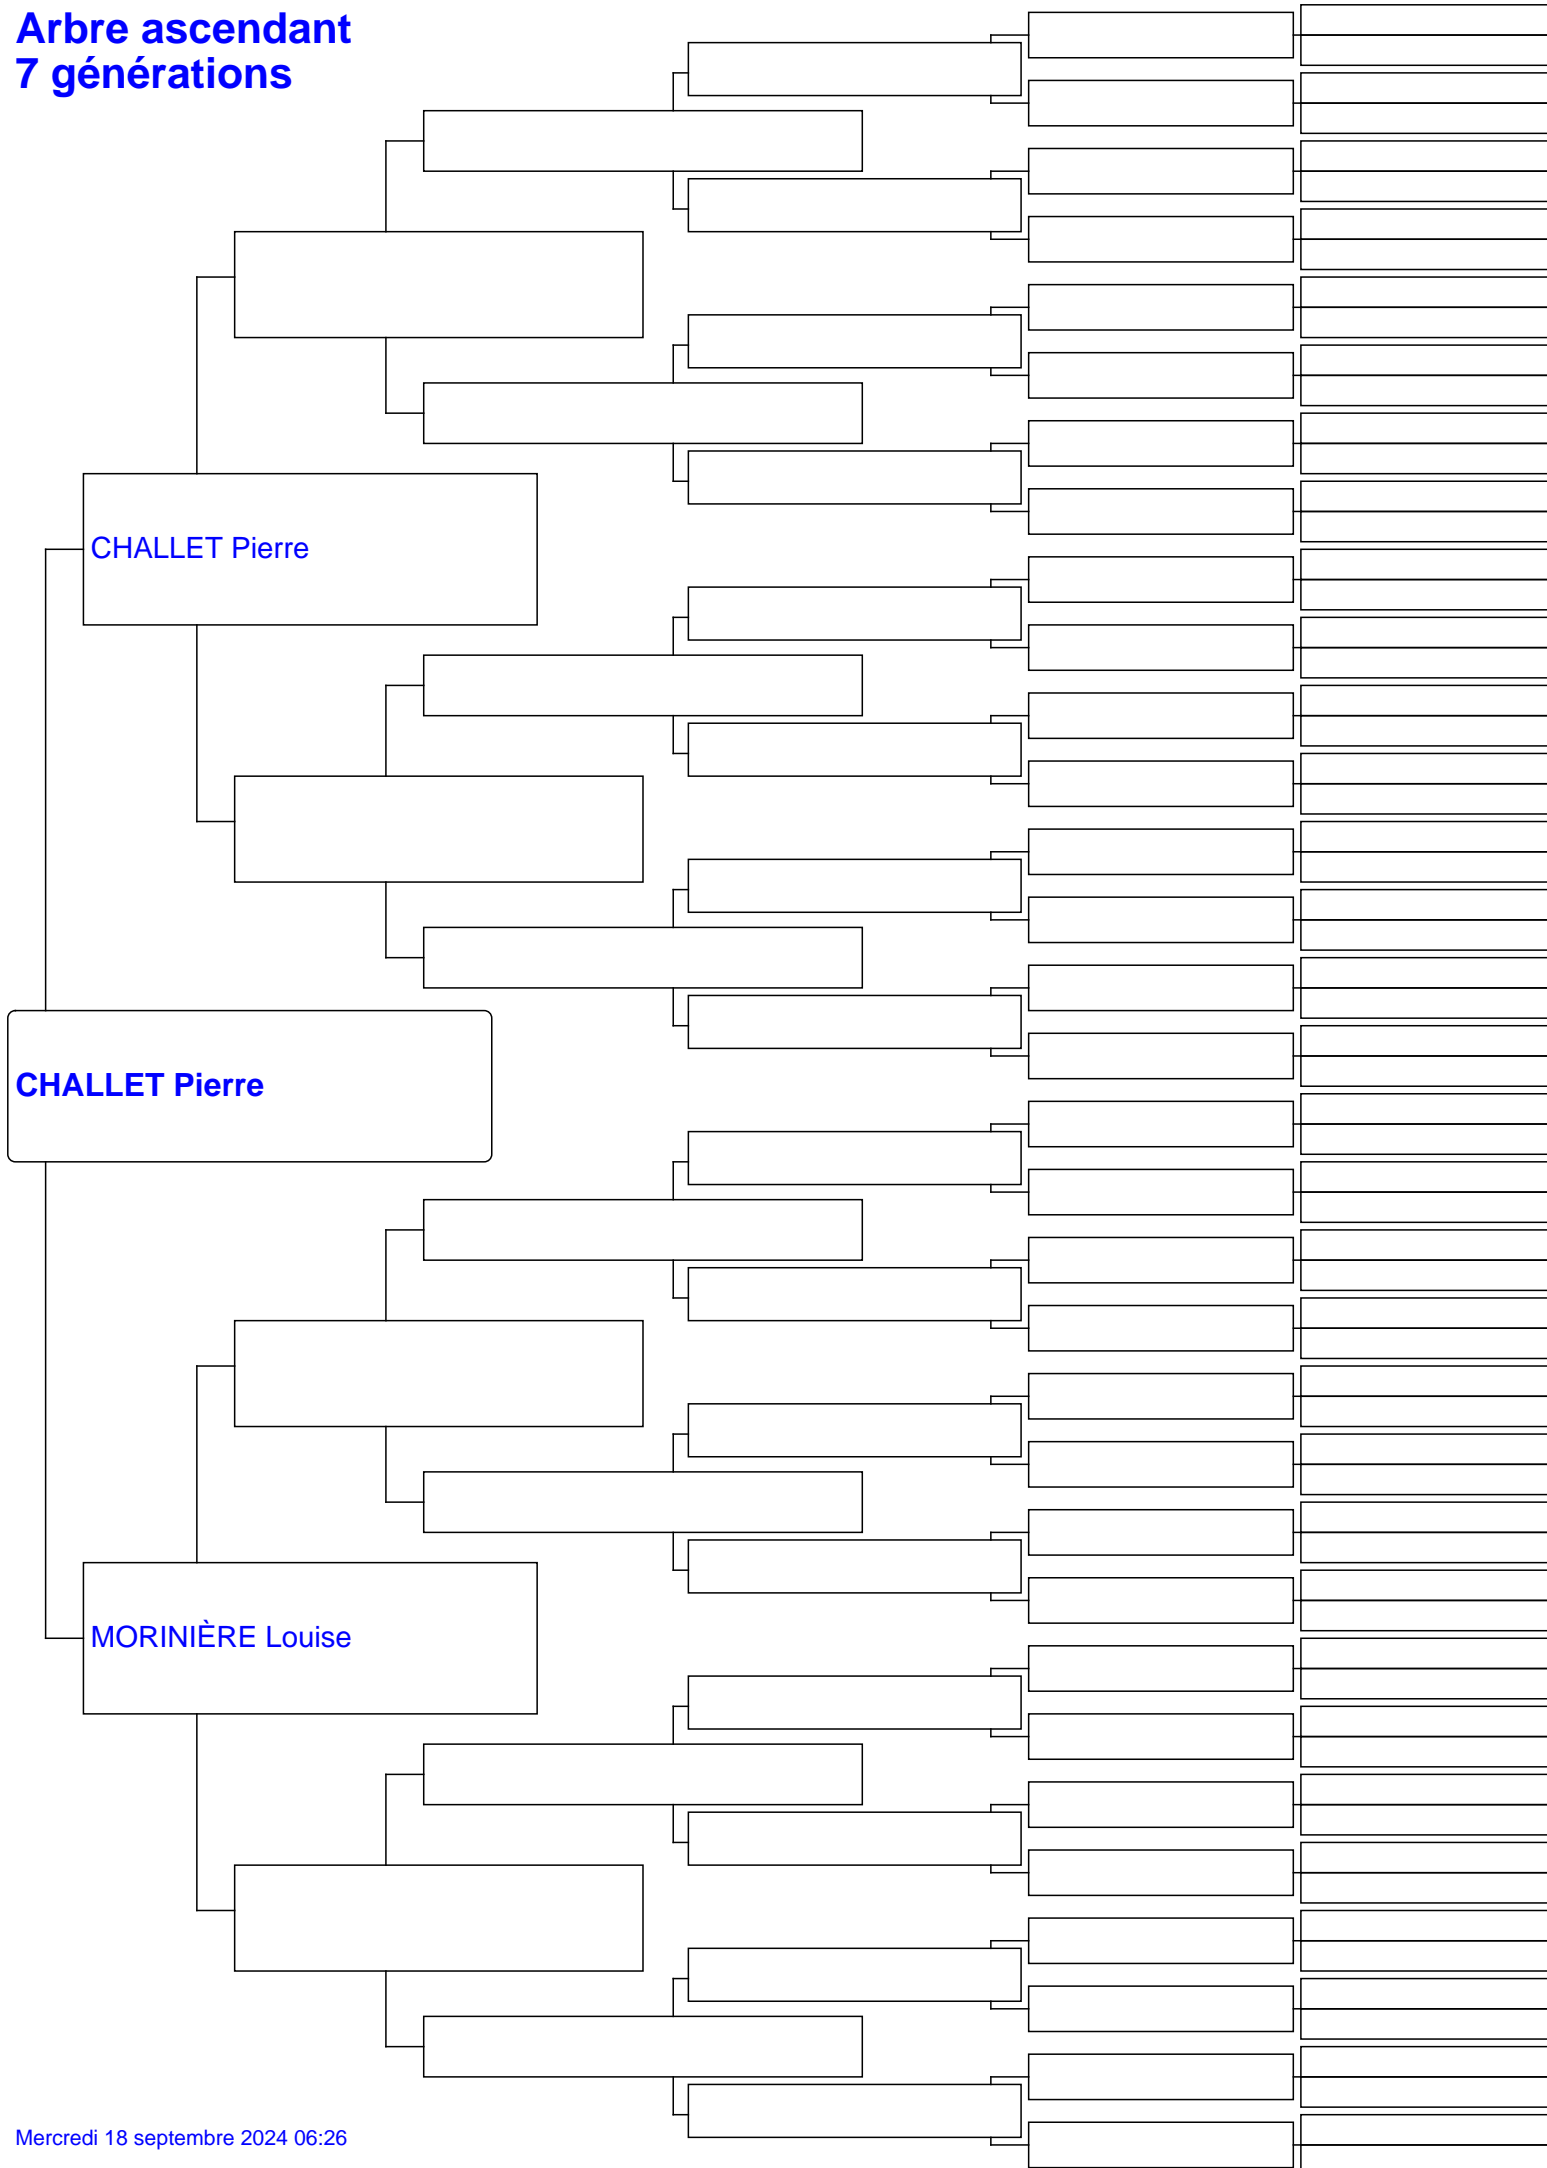 Arbre ascendant
7 générations
CHALLET Pierre
CHALLET Pierre
MORINIÈRE Louise
Mercredi 18 septembre 2024 06:26